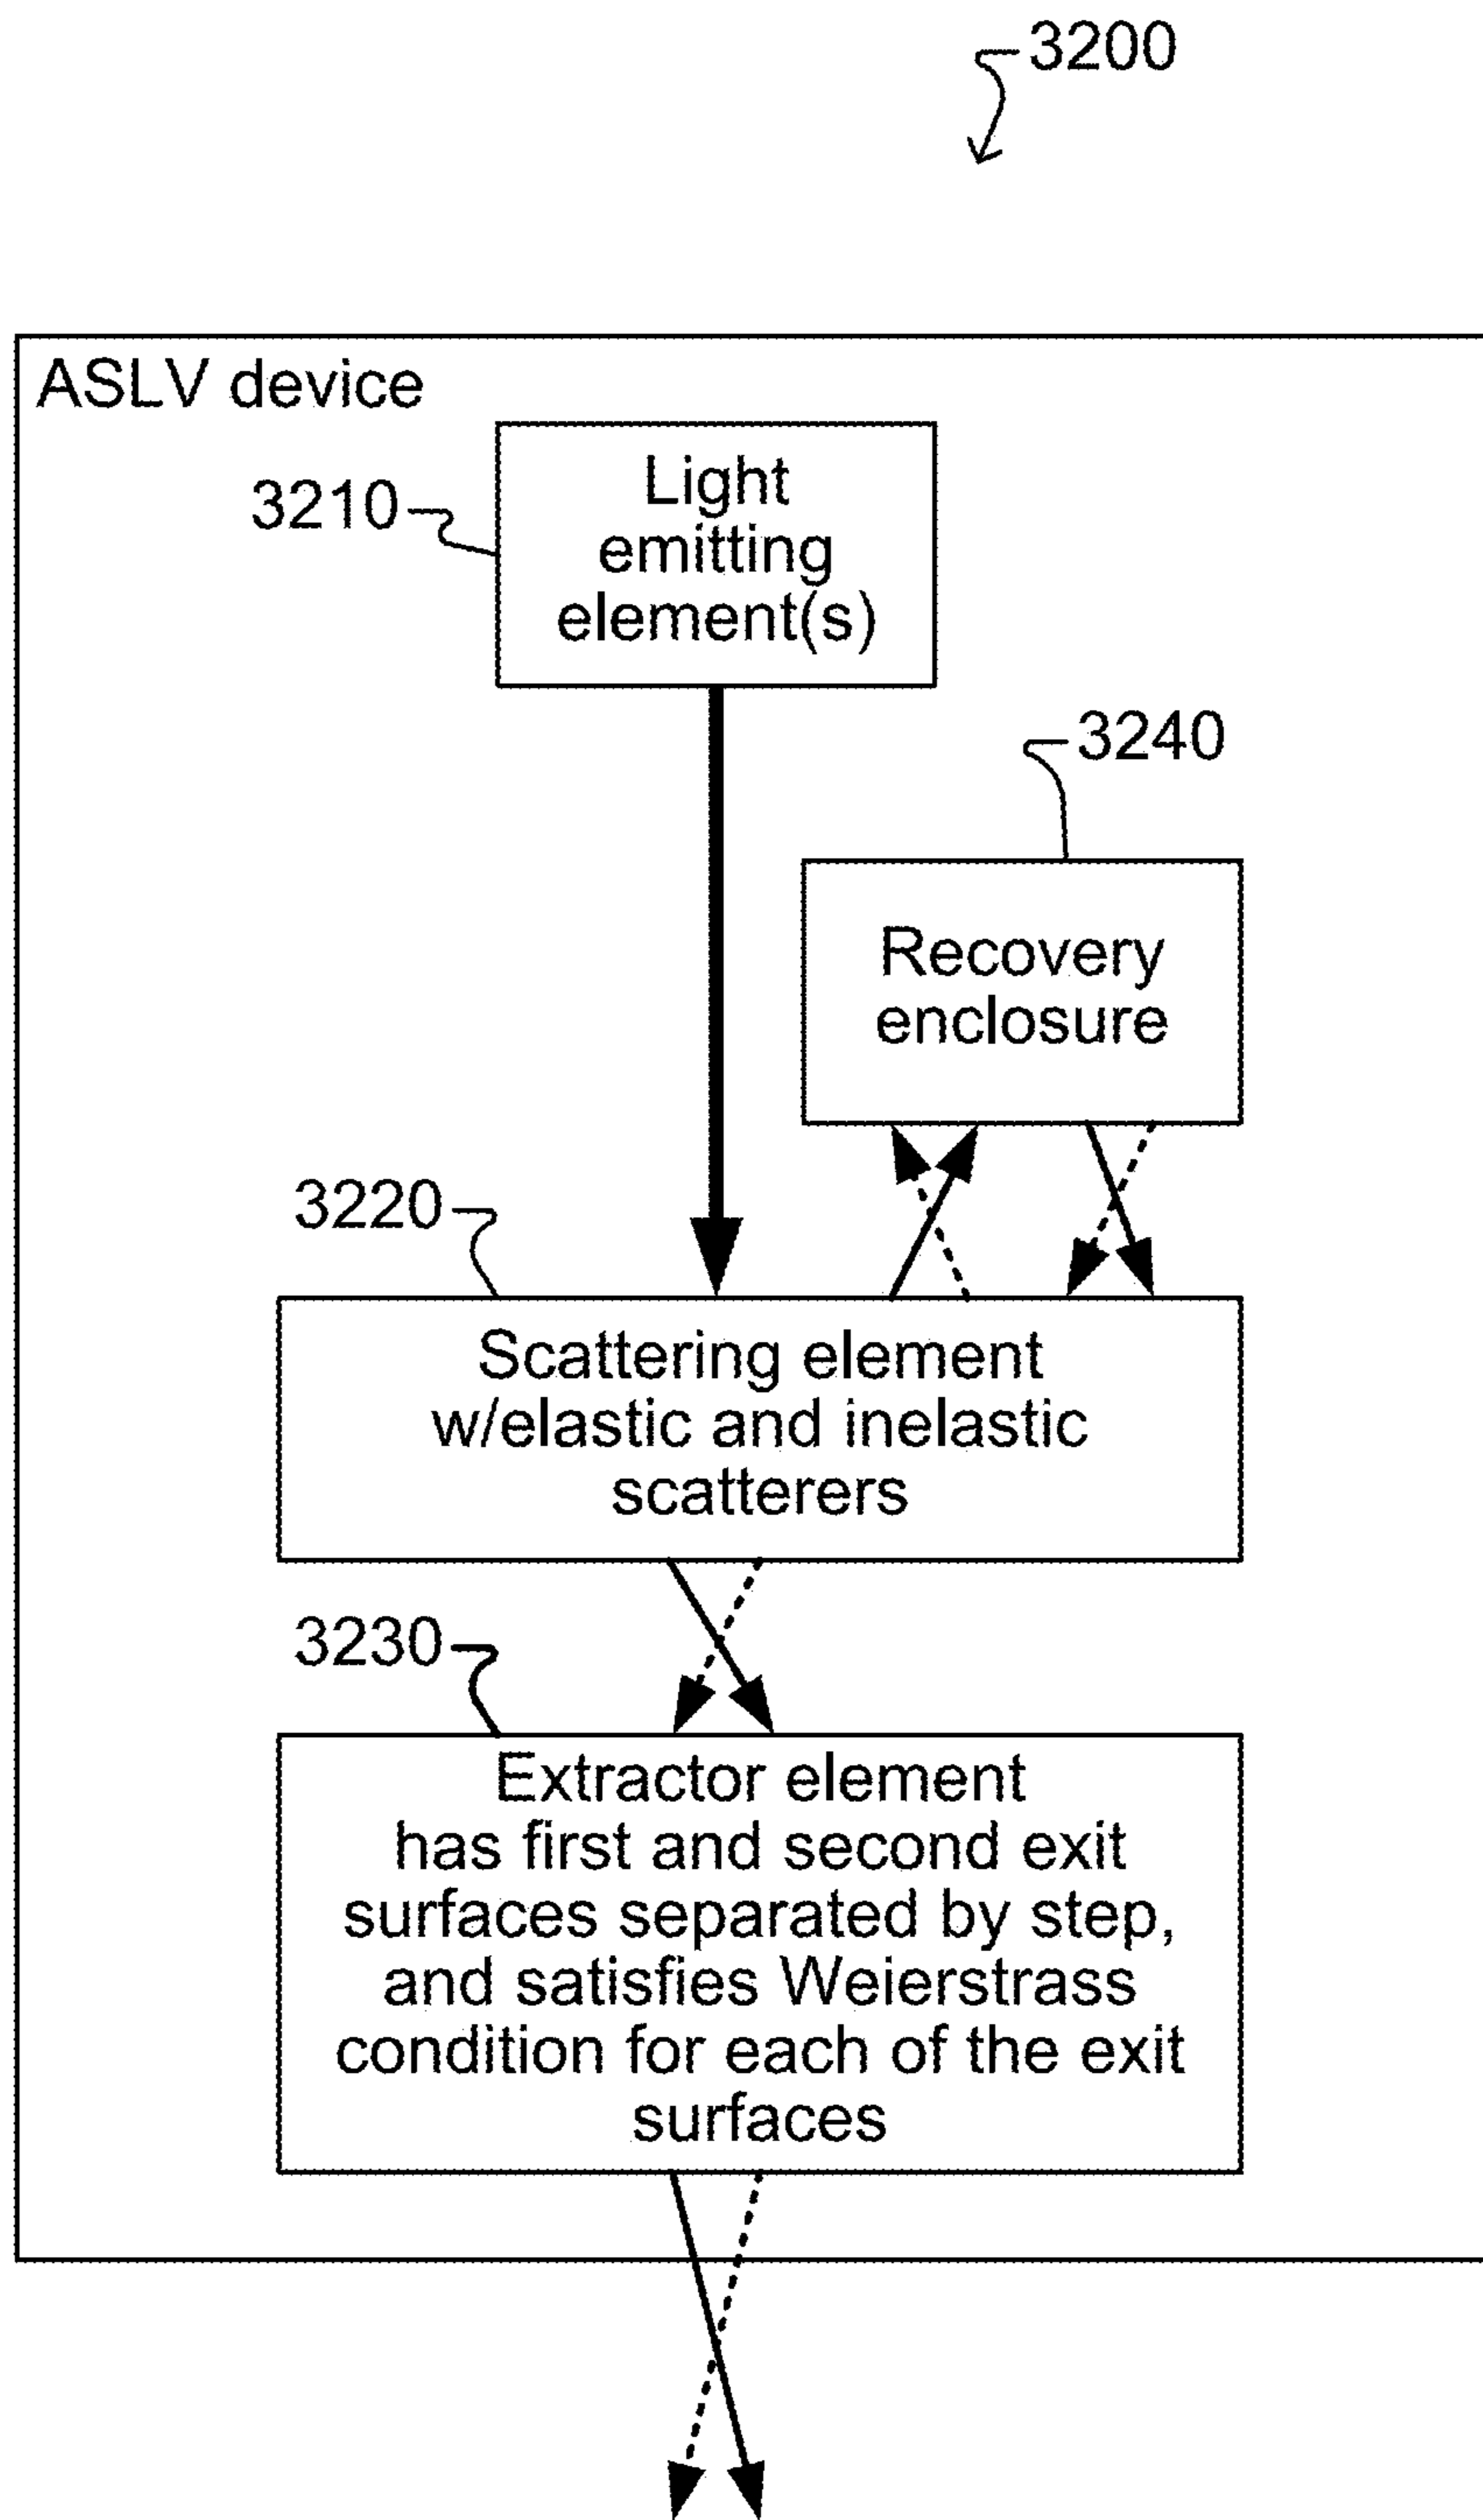 3200
ASLV device
3210
Light
emitting
element(s)
3240
Recovery
enclosure
3220
Scattering element
w/elastic and inelastic
scatterers
3230
Extractor element
has first and second exit
surfaces separated by step,
and satisfies Weierstrass
condition for each of the exit
surfaces